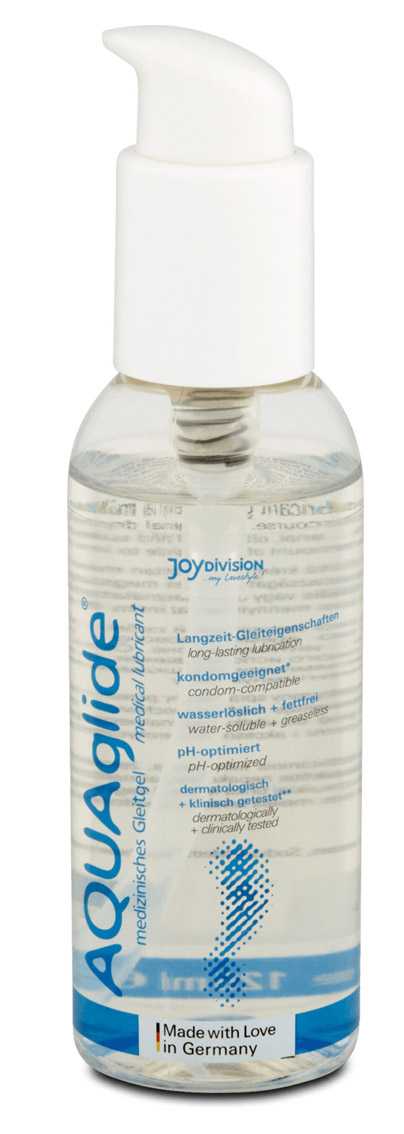 JOYDIVISION
...my Lovestyle!
AQUAglide®
medizinisches Gleitgel medical lubricant
Langzeit-Gleiteigenschaften
long-lasting lubrication
kondomgeeignet*
condom-compatible
wasserlöslich + fettfrei
water-soluble + greaseless
pH-optimiert
pH-optimized
dermatologisch
+ klinisch getestet**
dermatologically
+ clinically tested
Made with Love
in Germany